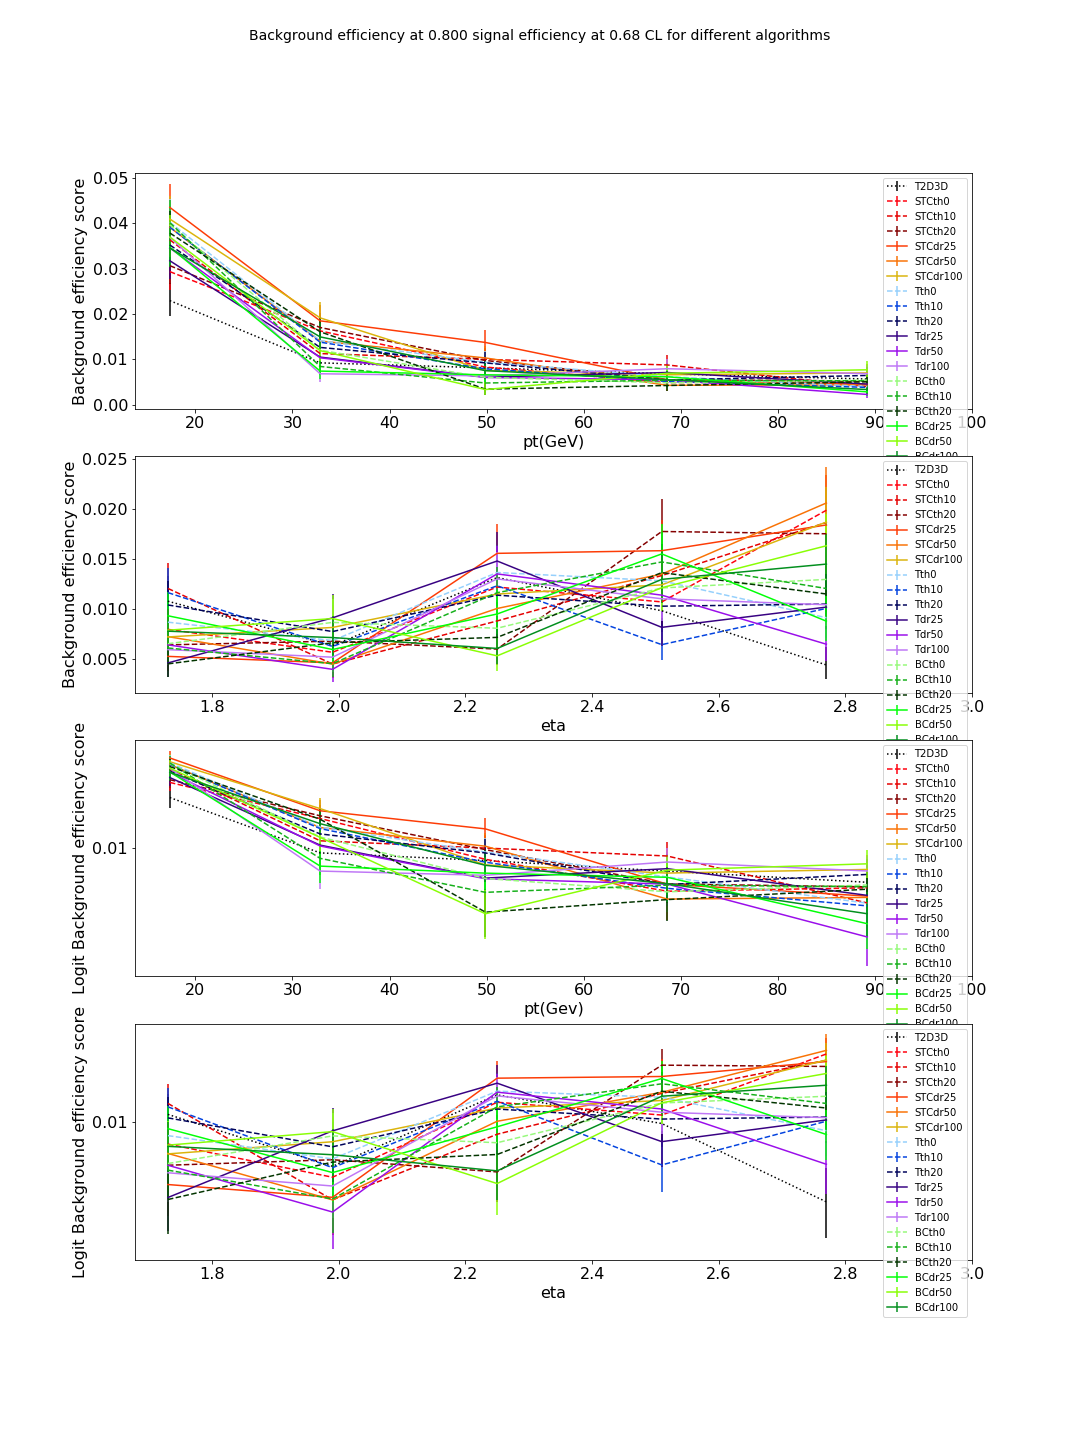 Background efficiency at 0.800 signal efficiency at 0.68 CL for different algorithms
Background efficiency score
0.05
0.04
0.03
0.02
0.01
0.00
20 30 40 50 60 70 80 90 100
pt(GeV)
T2D3D
STCth0
STCth10
STCth20
STCdr25
STCdr50
STCdr100
Tth0
Tth10
Tth20
Tdr25
Tdr50
Tdr100
BCth0
BCth10
BCth20
BCdr25
BCdr50
BCdr100
Background efficiency score
0.025
0.020
0.015
0.010
0.005
1.8 2.0 2.2 2.4 2.6 2.8 3.0
eta
T2D3D
STCth0
STCth10
STCth20
STCdr25
STCdr50
STCdr100
Tth0
Tth10
Tth20
Tdr25
Tdr50
Tdr100
BCth0
BCth10
BCth20
BCdr25
BCdr50
BCdr100
Logit Background efficiency score
0.01
20 30 40 50 60 70 80 90 100
pt(Gev)
T2D3D
STCth0
STCth10
STCth20
STCdr25
STCdr50
STCdr100
Tth0
Tth10
Tth20
Tdr25
Tdr50
Tdr100
BCth0
BCth10
BCth20
BCdr25
BCdr50
BCdr100
Logit Background efficiency score
0.01
1.8 2.0 2.2 2.4 2.6 2.8 3.0
eta
T2D3D
STCth0
STCth10
STCth20
STCdr25
STCdr50
STCdr100
Tth0
Tth10
Tth20
Tdr25
Tdr50
Tdr100
BCth0
BCth10
BCth20
BCdr25
BCdr50
BCdr100